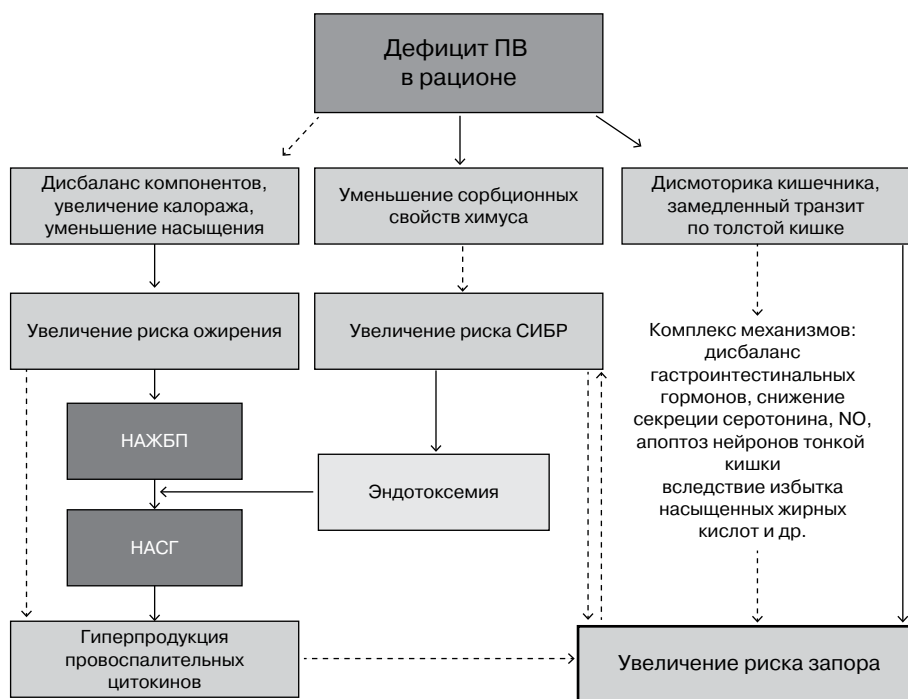 Дефицит ПВ
в рационе
Дисбаланс компонентов,
увеличение калоража,
уменьшение насыщения
Уменьшение сорбционных
свойств химуса
Дисмоторика кишечника,
замедленный транзит
по толстой кишке
Увеличение риска ожирения
Увеличение риска СИБР
Комплекс механизмов:
дисбаланс
гастроинтестинальных
гормонов, снижение
секреции серотонина, NO,
апоптоз нейронов тонкой
кишки
вследствие избытка
насыщенных жирных
кислот и др.
НАЖБП
Эндотоксемия
НАСГ
Гиперпродукция
провоспалительных
цитокинов
Увеличение риска запора